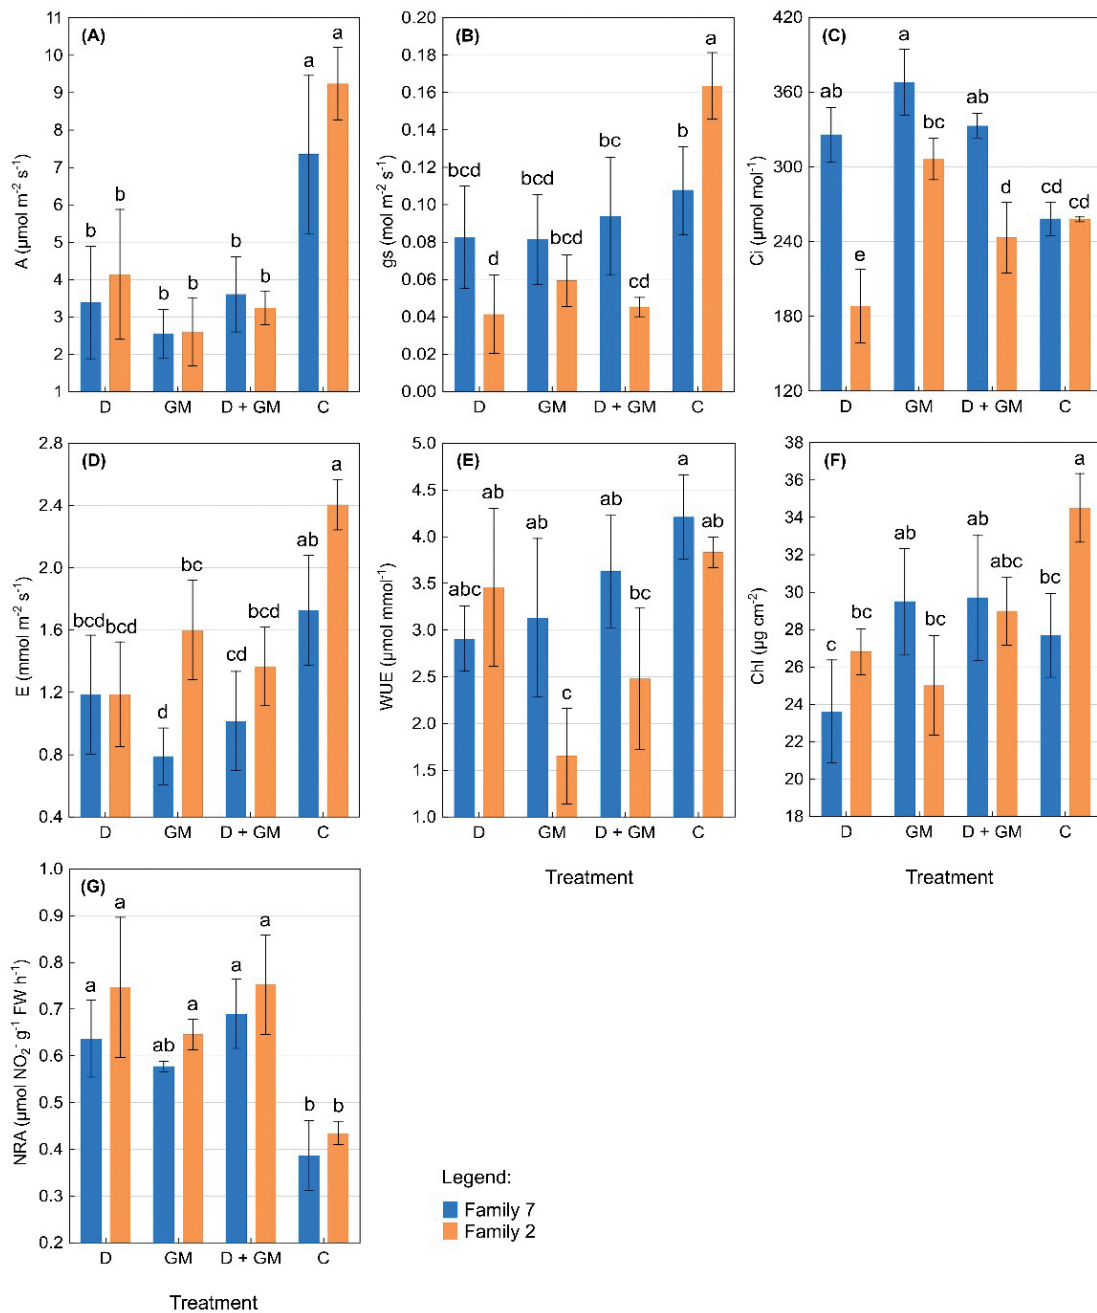 (A)
A (µmol m⁻² s⁻¹)
11
10
9
8
7
6
5
4
3
2
1
b
b
b
b
b
b
a
a
D
GM
D + GM
C
(B)
gs (mol m⁻² s⁻¹)
0.20
0.18
0.16
0.14
0.12
0.10
0.08
0.06
0.04
0.02
0.00
bcd
d
bcd
bcd
bc
cd
b
a
D
GM
D + GM
C
(C)
Ci (µmol mol⁻¹)
420
360
300
240
180
120
ab
e
a
bc
ab
d
cd
cd
D
GM
D + GM
C
(D)
E (mmol m⁻² s⁻¹)
2.8
2.4
2.0
1.6
1.2
0.8
0.4
bcd
bcd
d
bc
cd
bcd
ab
a
D
GM
D + GM
C
(E)
WUE (µmol mmol⁻¹)
5.0
4.5
4.0
3.5
3.0
2.5
2.0
1.5
1.0
abc
ab
ab
c
ab
bc
a
ab
D
GM
D + GM
C
Treatment
(F)
Chl (µg cm⁻²)
38
36
34
32
30
28
26
24
22
20
18
c
bc
ab
bc
ab
abc
bc
a
D
GM
D + GM
C
Treatment
(G)
NRA (µmol NO₂⁻ g⁻¹ FW h⁻¹)
1.0
0.9
0.8
0.7
0.6
0.5
0.4
0.3
0.2
a
a
ab
a
a
a
b
b
D
GM
D + GM
C
Treatment
Legend:
Family 7
Family 2